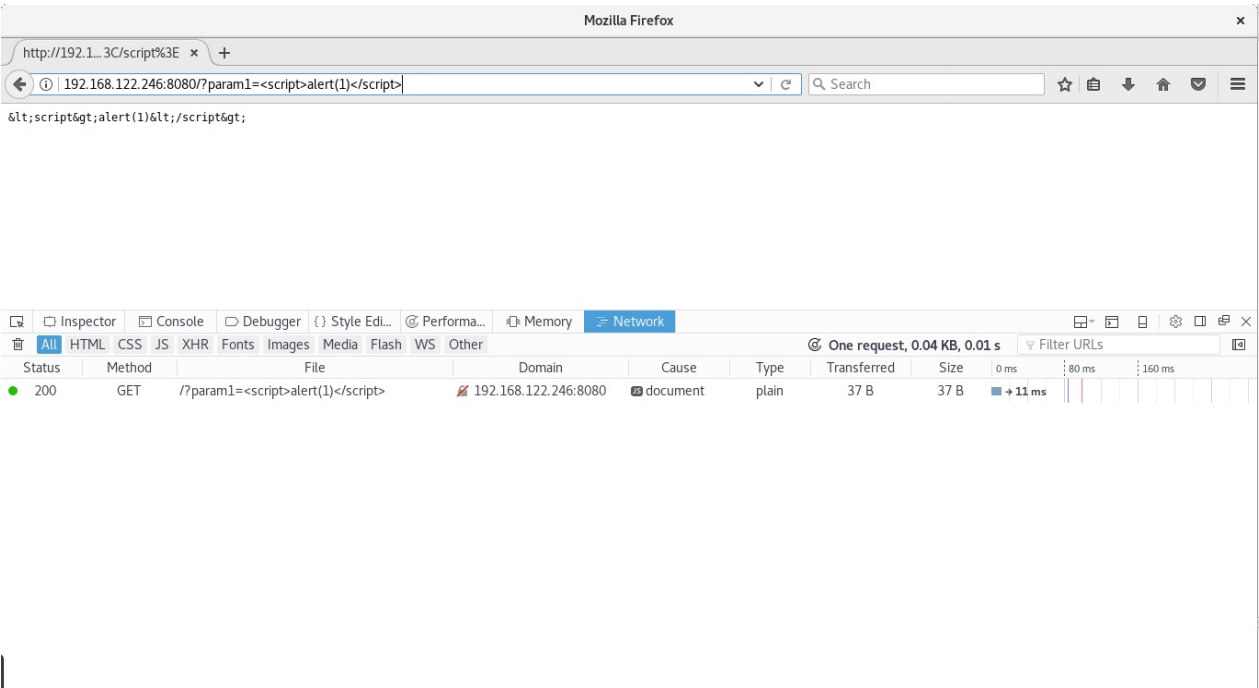 Mozilla Firefox
http://192.1...3C/script%3E
192.168.122.246:8080/?param1=<script>alert(1)</script> Search
&lt;script&gt;alert(1)&lt;/script&gt;
Inspector Console Debugger {} Style Edi... Performa... Memory Network
All HTML CSS JS XHR Fonts Images Media Flash WS Other One request, 0.04 KB, 0.01 s Filter URLs
Status Method File Domain Cause Type Transferred Size 0 ms 80 ms 160 ms
200 GET /?param1=<script>alert(1)</script> 192.168.122.246:8080 JS document plain 37 B 37 B → 11 ms